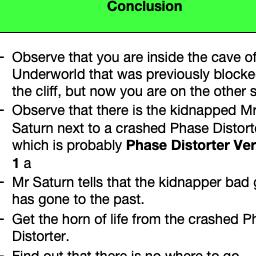 Conclusion
- Observe that you are inside the cave of
Underworld that was previously blocke
the cliff, but now you are on the other s
- Observe that there is the kidnapped Mr
Saturn next to a crashed Phase Distort
which is probably Phase Distorter Ver
1 a
- Mr Saturn tells that the kidnapper bad g
has gone to the past.
- Get the horn of life from the crashed Ph
Distorter.
- Find out that there is no where to go